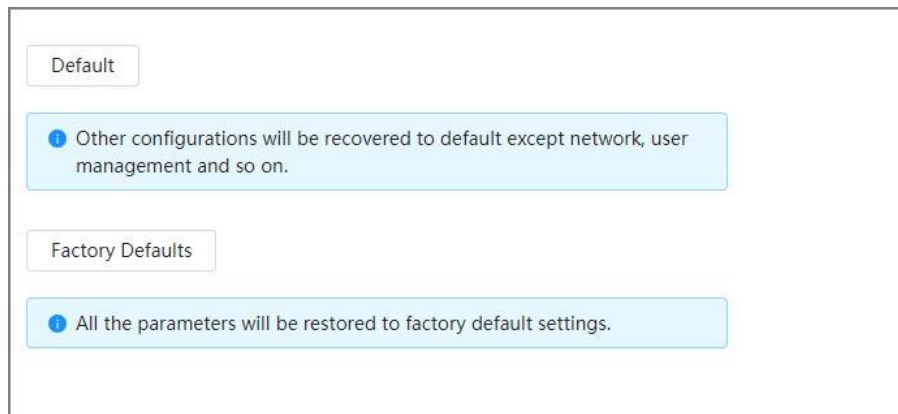 Default
Other configurations will be recovered to default except network, user
management and so on.
Factory Defaults
All the parameters will be restored to factory default settings.